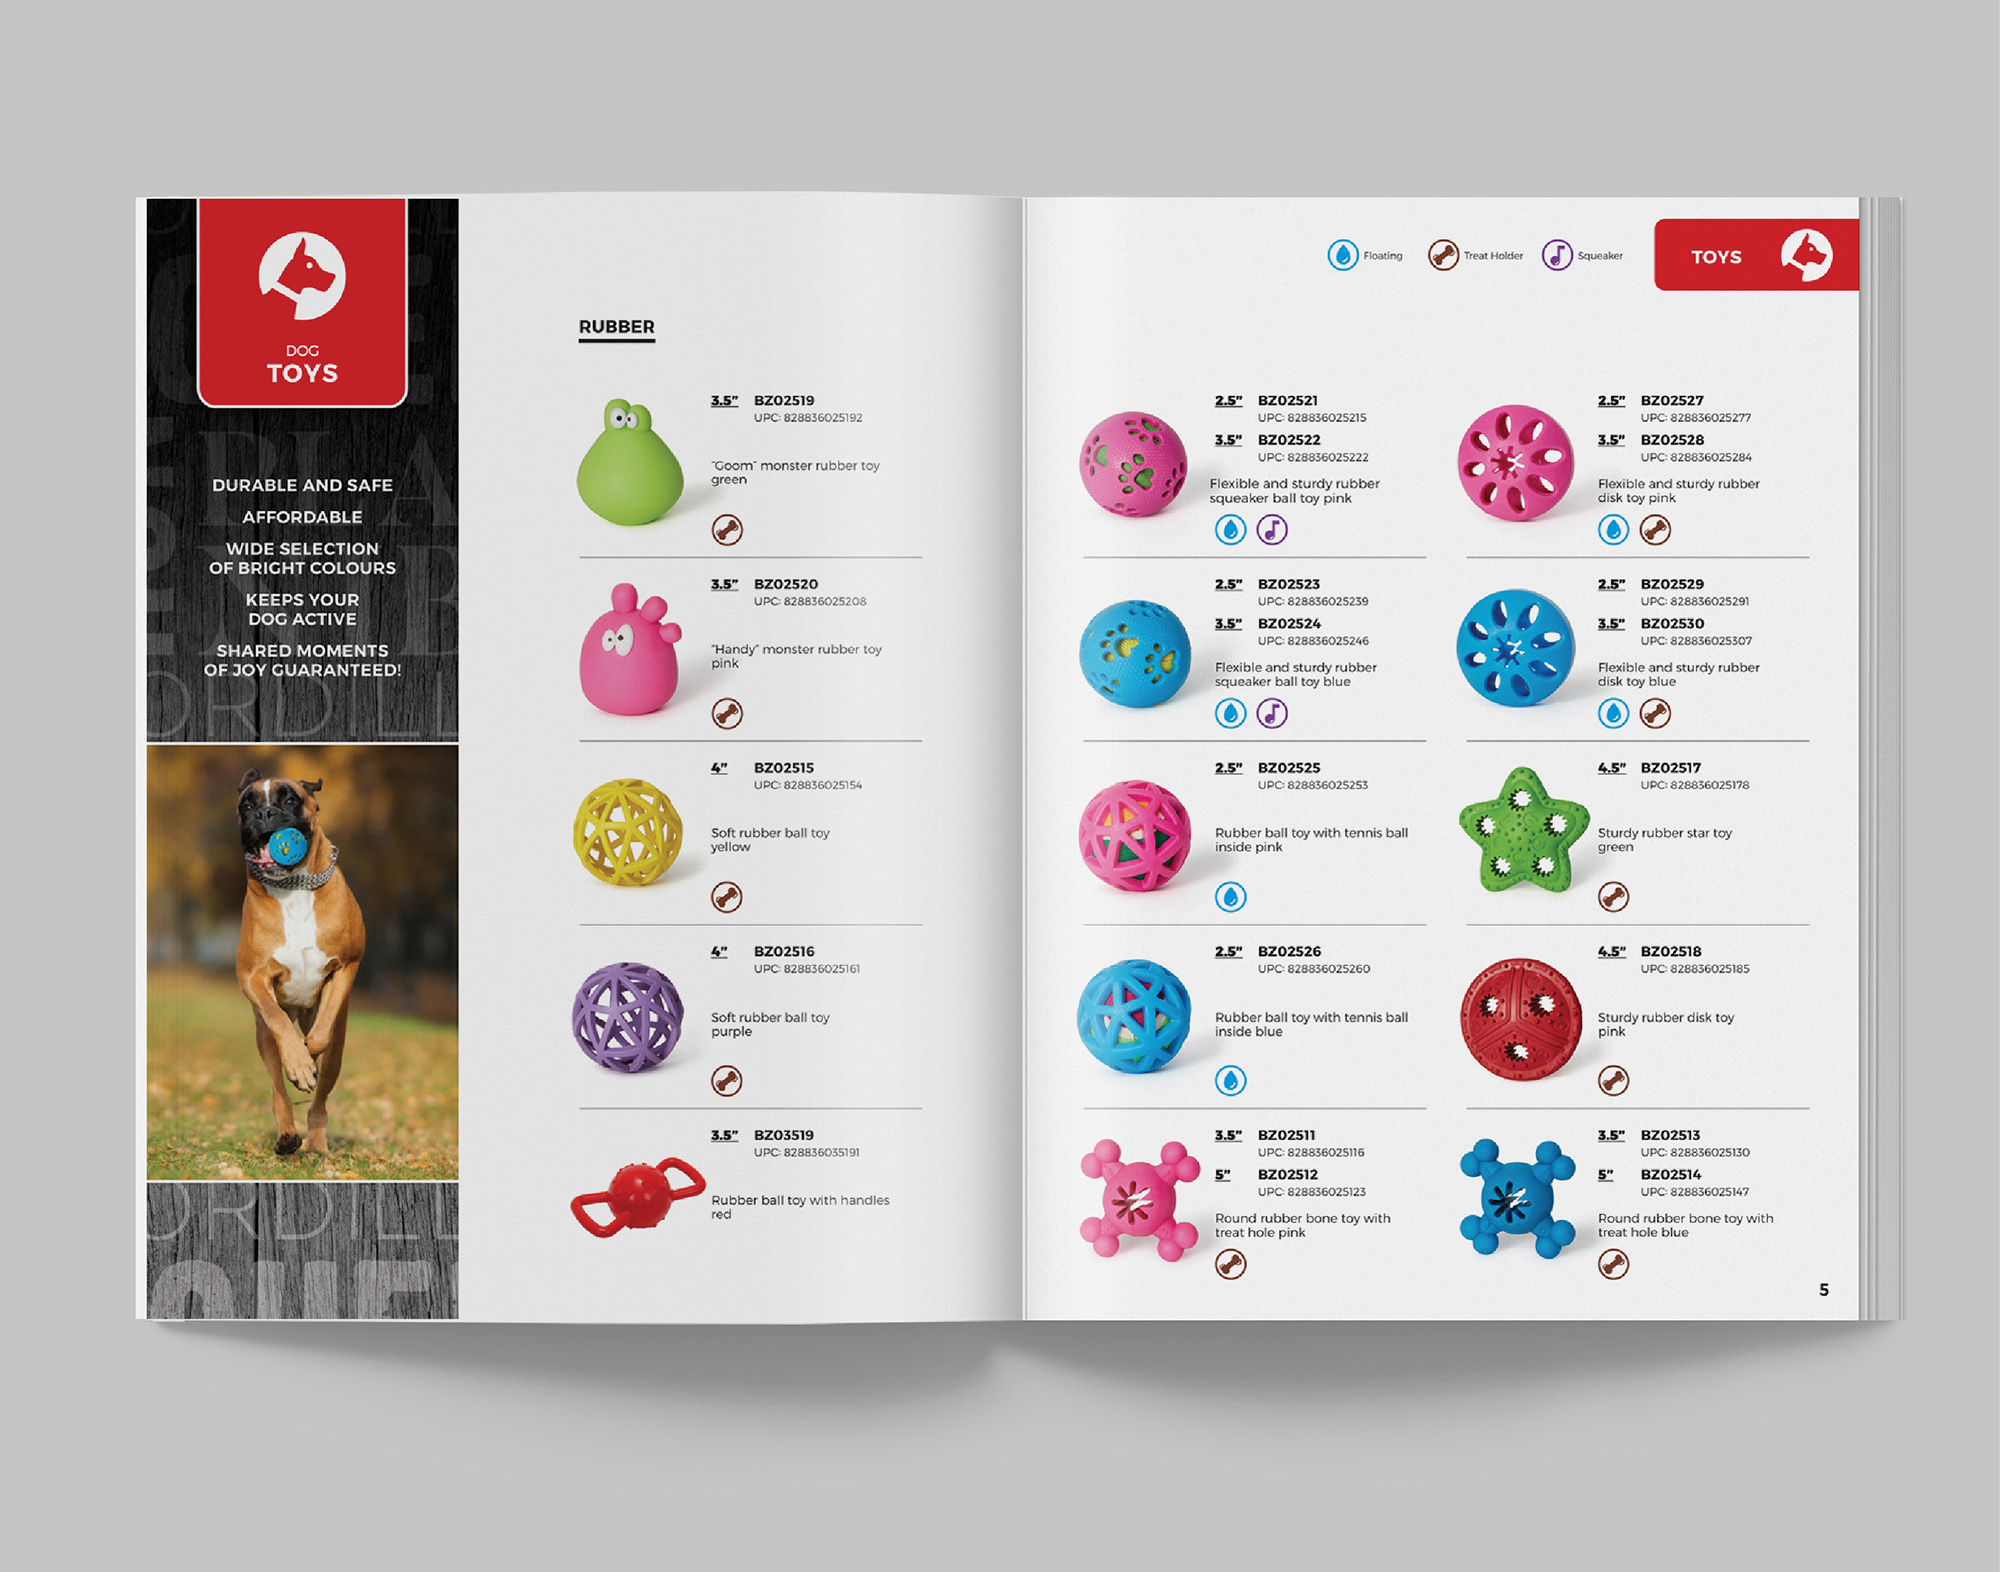 DOG
TOYS
DURABLE AND SAFE
AFFORDABLE
WIDE SELECTION
OF BRIGHT COLOURS
KEEPS YOUR
DOG ACTIVE
SHARED MOMENTS
OF JOY GUARANTEED!
RUBBER
3.5” BZ02519
UPC: 828836025192
“Goom” monster rubber toy
green
3.5” BZ02520
UPC: 828836025208
“Handy” monster rubber toy
pink
4” BZ02515
UPC: 828836025154
Soft rubber ball toy
yellow
4” BZ02516
UPC: 828836025161
Soft rubber ball toy
purple
3.5” BZ03519
UPC: 828836035191
Rubber ball toy with handles
red
Floating Treat Holder Squeaker
TOYS
2.5” BZ02521
UPC: 828836025215
3.5” BZ02522
UPC: 828836025222
Flexible and sturdy rubber
squeaker ball toy pink
2.5” BZ02523
UPC: 828836025239
3.5” BZ02524
UPC: 828836025246
Flexible and sturdy rubber
squeaker ball toy blue
2.5” BZ02525
UPC: 828836025253
Rubber ball toy with tennis ball
inside pink
2.5” BZ02526
UPC: 828836025260
Rubber ball toy with tennis ball
inside blue
3.5” BZ02511
UPC: 828836025116
5” BZ02512
UPC: 828836025123
Round rubber bone toy with
treat hole pink
2.5” BZ02527
UPC: 828836025277
3.5” BZ02528
UPC: 828836025284
Flexible and sturdy rubber
disk toy pink
2.5” BZ02529
UPC: 828836025291
3.5” BZ02530
UPC: 828836025307
Flexible and sturdy rubber
disk toy blue
4.5” BZ02517
UPC: 828836025178
Sturdy rubber star toy
green
4.5” BZ02518
UPC: 828836025185
Sturdy rubber disk toy
pink
3.5” BZ02513
UPC: 828836025130
5” BZ02514
UPC: 828836025147
Round rubber bone toy with
treat hole blue
5